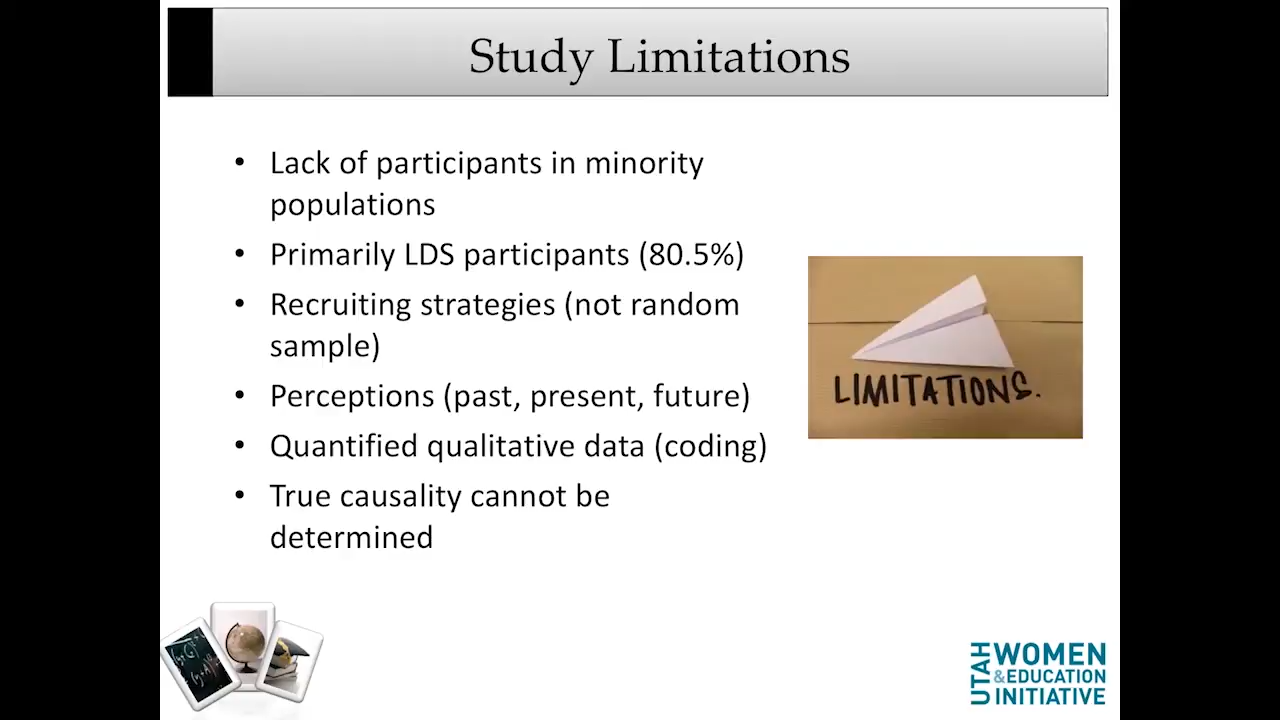 Study Limitations
• Lack of participants in minority
populations
• Primarily LDS participants (80.5%)
• Recruiting strategies (not random
sample)
• Perceptions (past, present, future)
• Quantified qualitative data (coding)
• True causality cannot be
determined
LIMITATIONS.
UTAH
WOMEN
&EDUCATION
INITIATIVE